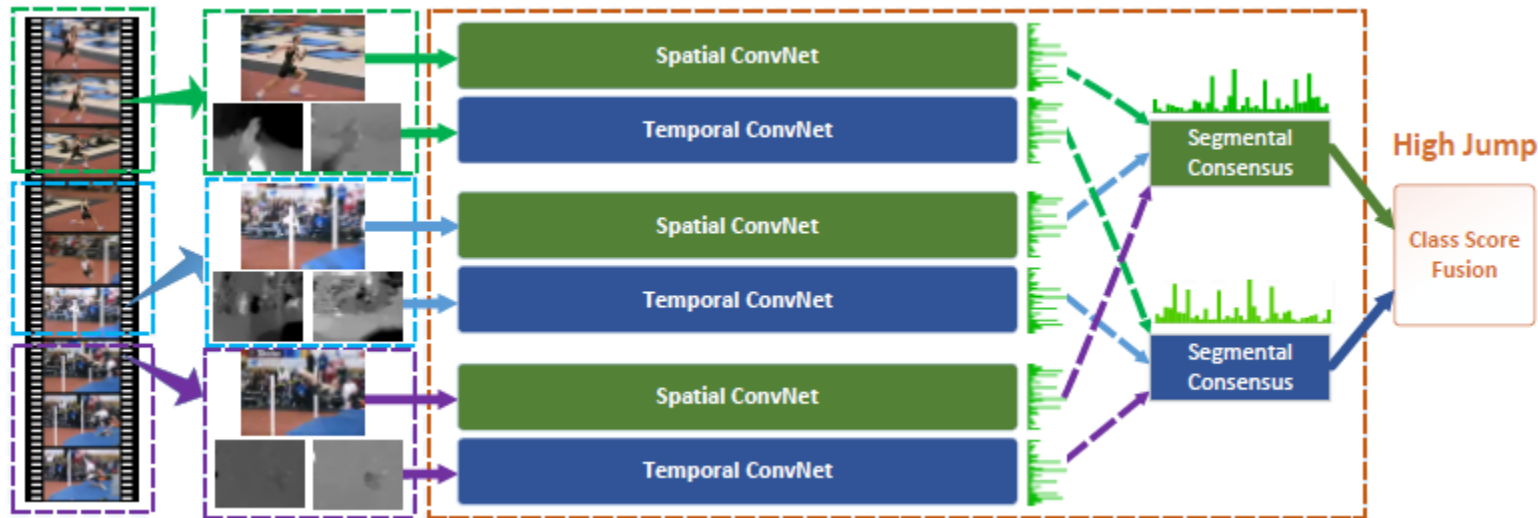 Spatial ConvNet
Temporal ConvNet
Spatial ConvNet
Temporal ConvNet
Spatial ConvNet
Temporal ConvNet
Segmental
Consensus
Segmental
Consensus
High Jump
Class Score
Fusion